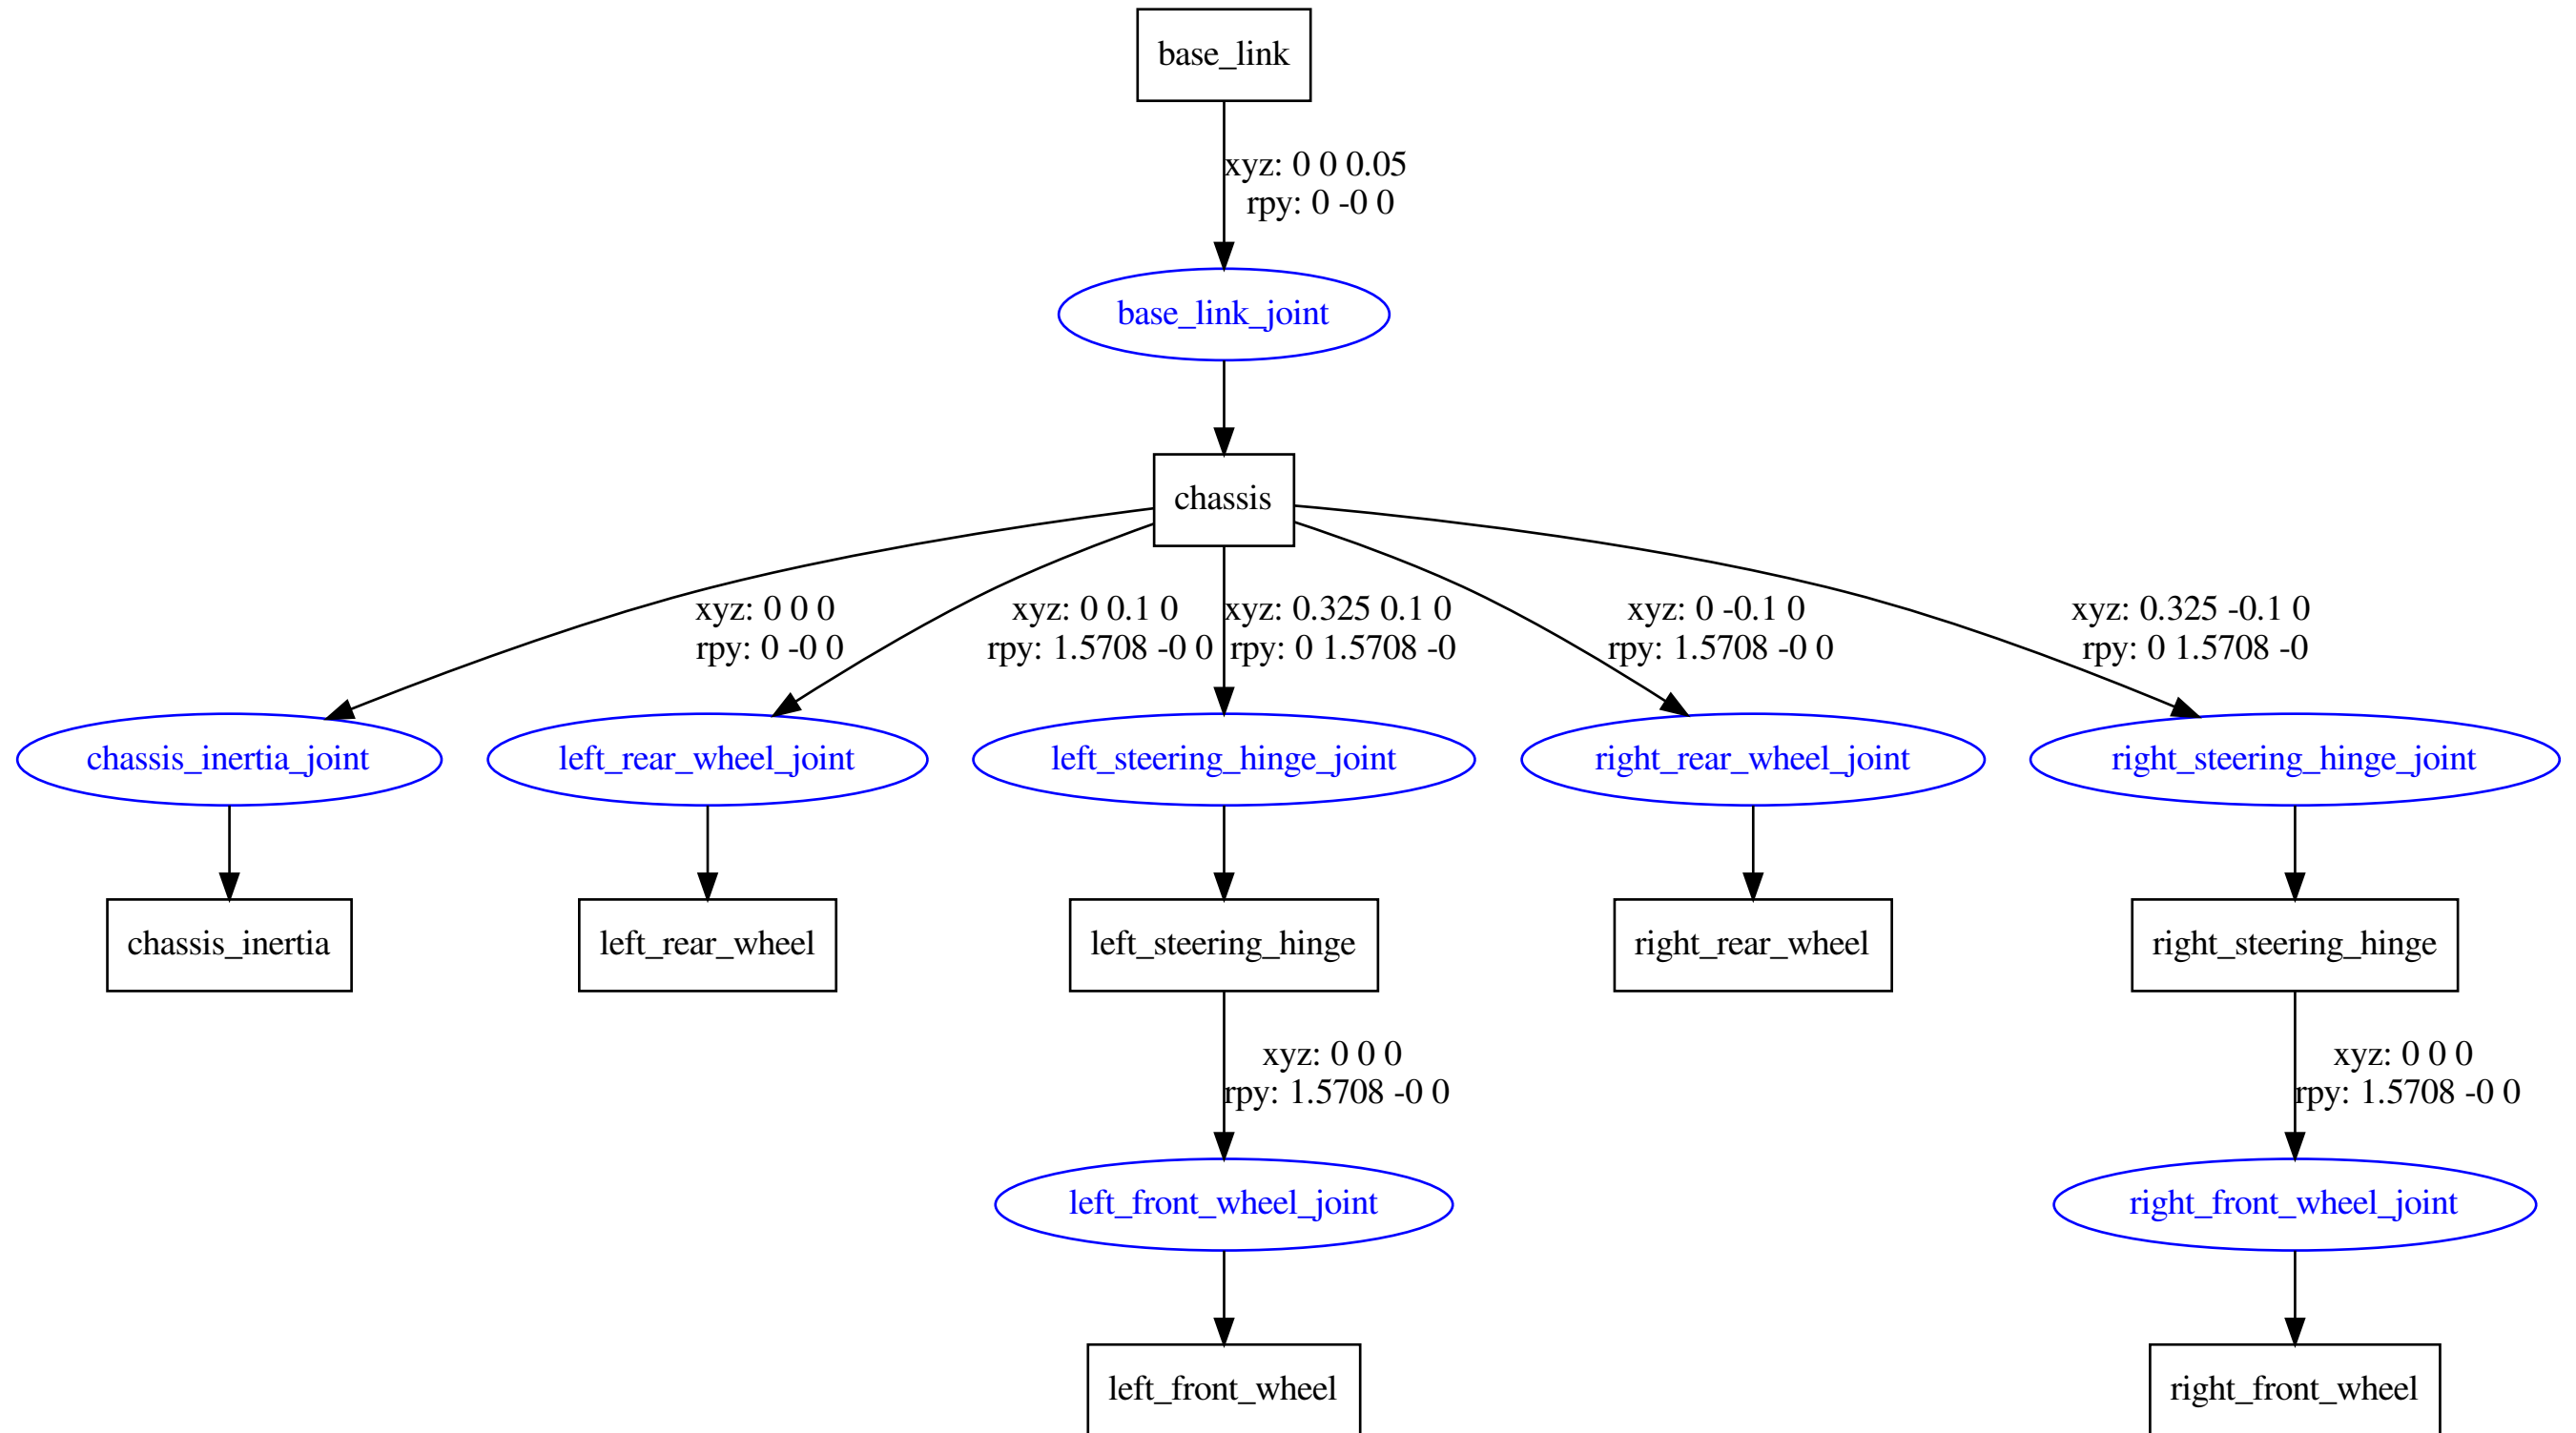 base_link
xyz: 0 0 0.05
rpy: 0 -0 0
base_link_joint
chassis
xyz: 0 0 0
rpy: 0 -0 0
xyz: 0 0.1 0
rpy: 1.5708 -0 0
xyz: 0.325 0.1 0
rpy: 0 1.5708 -0
xyz: 0 -0.1 0
rpy: 1.5708 -0 0
xyz: 0.325 -0.1 0
rpy: 0 1.5708 -0
chassis_inertia_joint
left_rear_wheel_joint
left_steering_hinge_joint
right_rear_wheel_joint
right_steering_hinge_joint
chassis_inertia
left_rear_wheel
left_steering_hinge
right_rear_wheel
right_steering_hinge
xyz: 0 0 0
rpy: 1.5708 -0 0
xyz: 0 0 0
rpy: 1.5708 -0 0
left_front_wheel_joint
right_front_wheel_joint
left_front_wheel
right_front_wheel